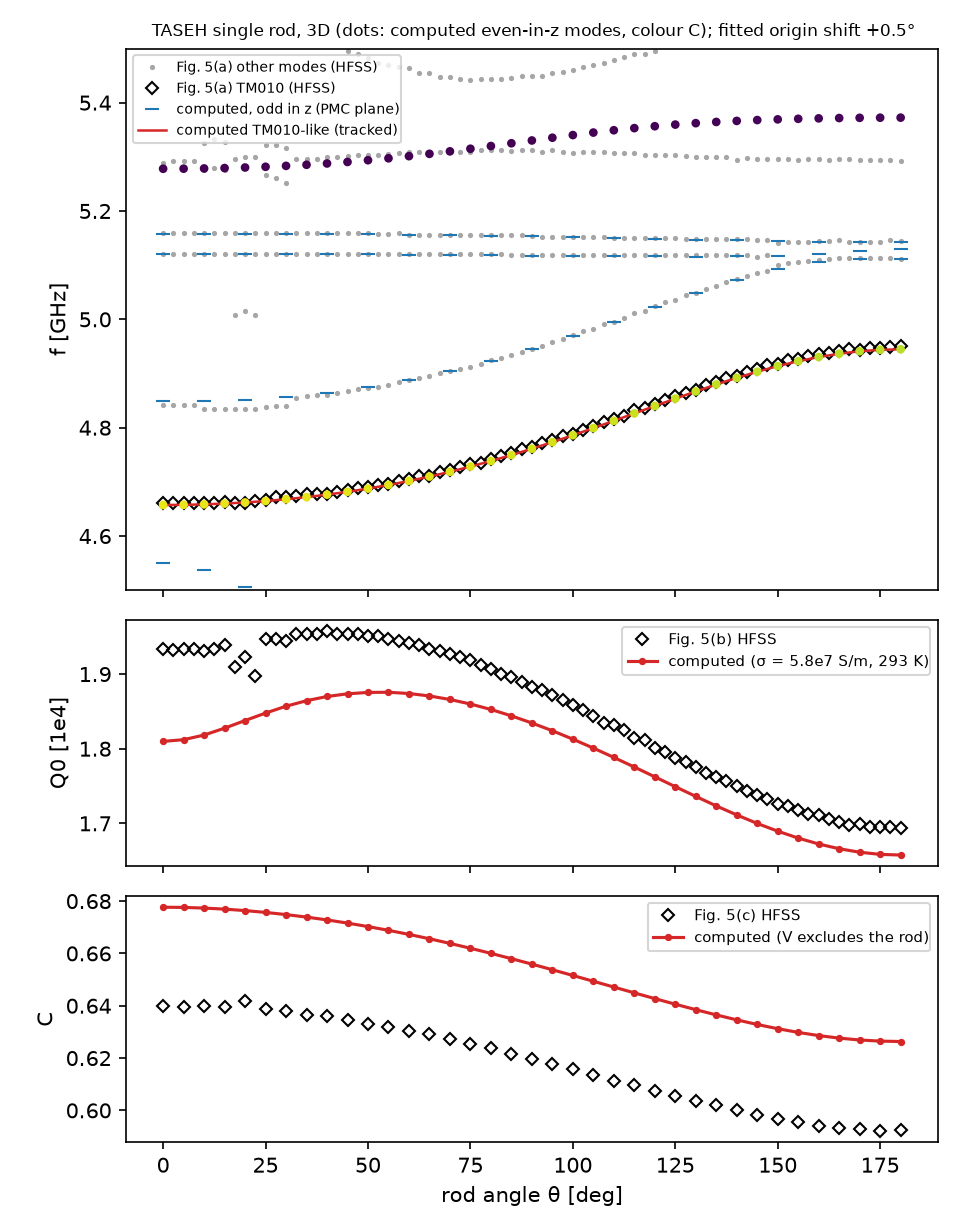 TASEH single rod, 3D (dots: computed even-in-z modes, colour C); fitted origin shift +0.5°
Fig. 5(a) other modes (HFSS)
Fig. 5(a) TM010 (HFSS)
computed, odd in z (PMC plane)
computed TM010-like (tracked)
5.4
5.2
5.0
4.8
4.6
f [GHz]
Fig. 5(b) HFSS
computed (σ = 5.8e7 S/m, 293 K)
1.9
1.8
1.7
Q0 [1e4]
Fig. 5(c) HFSS
computed (V excludes the rod)
0.68
0.66
0.64
0.62
0.60
C
0 25 50 75 100 125 150 175
rod angle θ [deg]